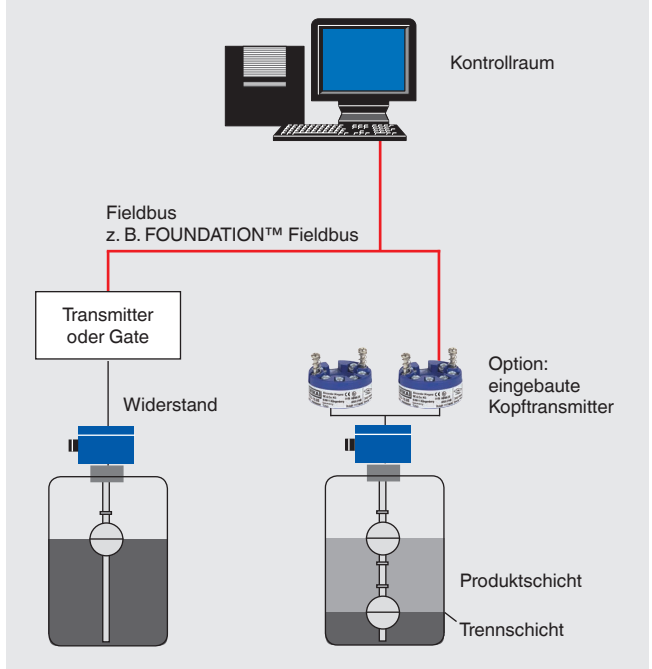 Kontrollraum
Fieldbus
z. B. FOUNDATION™ Fieldbus
Transmitter
oder Gate
Widerstand
Option:
eingebaute
Kopftransmitter
Produktschicht
Trennschicht